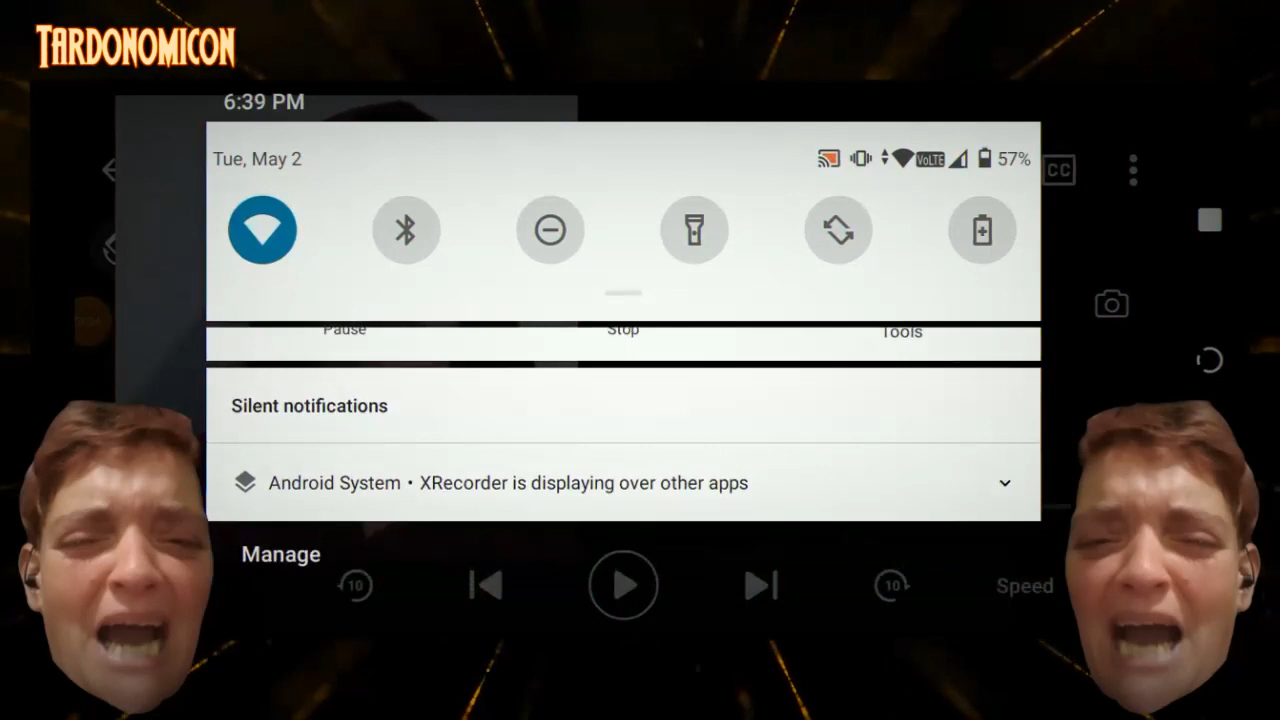 TARDONOMICON
6:39 PM
Tue, May 2
VoLTE 57%
CC
Pause Stop Tools
Silent notifications
Android System • XRecorder is displaying over other apps
Manage
10 10 Speed